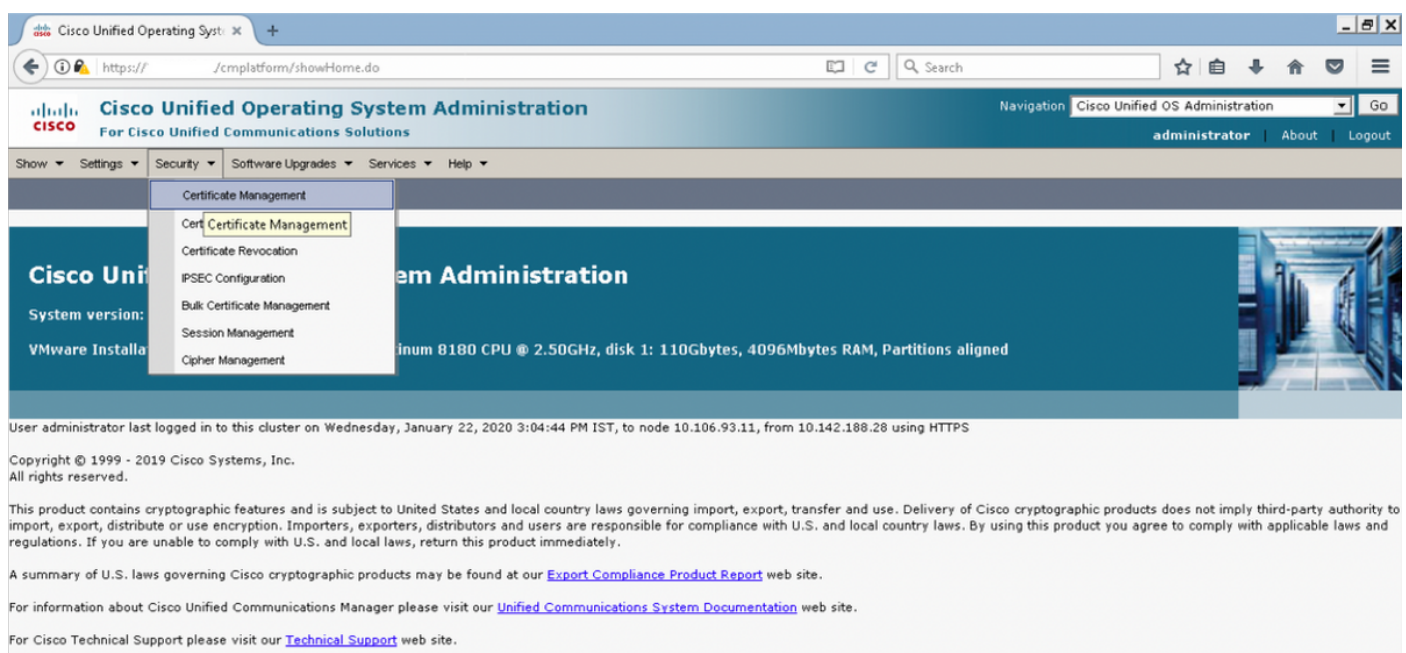 Cisco Unified Operating Syst
https:// /cmplatform/showHome.do
Search
CISCO
Cisco Unified Operating System Administration
For Cisco Unified Communications Solutions
Navigation Cisco Unified OS Administration Go
administrator | About | Logout
Show Settings Security Software Upgrades Services Help
Certificate Management
Cert
Certificate Management
Certificate Revocation
IPSEC Configuration
Bulk Certificate Management
Session Management
Cipher Management
Cisco Uni em Administration
System version:
VMware Installa inum 8180 CPU @ 2.50GHz, disk 1: 110Gbytes, 4096Mbytes RAM, Partitions aligned
User administrator last logged in to this cluster on Wednesday, January 22, 2020 3:04:44 PM IST, to node 10.106.93.11, from 10.142.188.28 using HTTPS
Copyright © 1999 - 2019 Cisco Systems, Inc.
All rights reserved.
This product contains cryptographic features and is subject to United States and local country laws governing import, export, transfer and use. Delivery of Cisco cryptographic products does not imply third-party authority to
import, export, distribute or use encryption. Importers, exporters, distributors and users are responsible for compliance with U.S. and local country laws. By using this product you agree to comply with applicable laws and
regulations. If you are unable to comply with U.S. and local laws, return this product immediately.
A summary of U.S. laws governing Cisco cryptographic products may be found at our Export Compliance Product Report web site.
For information about Cisco Unified Communications Manager please visit our Unified Communications System Documentation web site.
For Cisco Technical Support please visit our Technical Support web site.